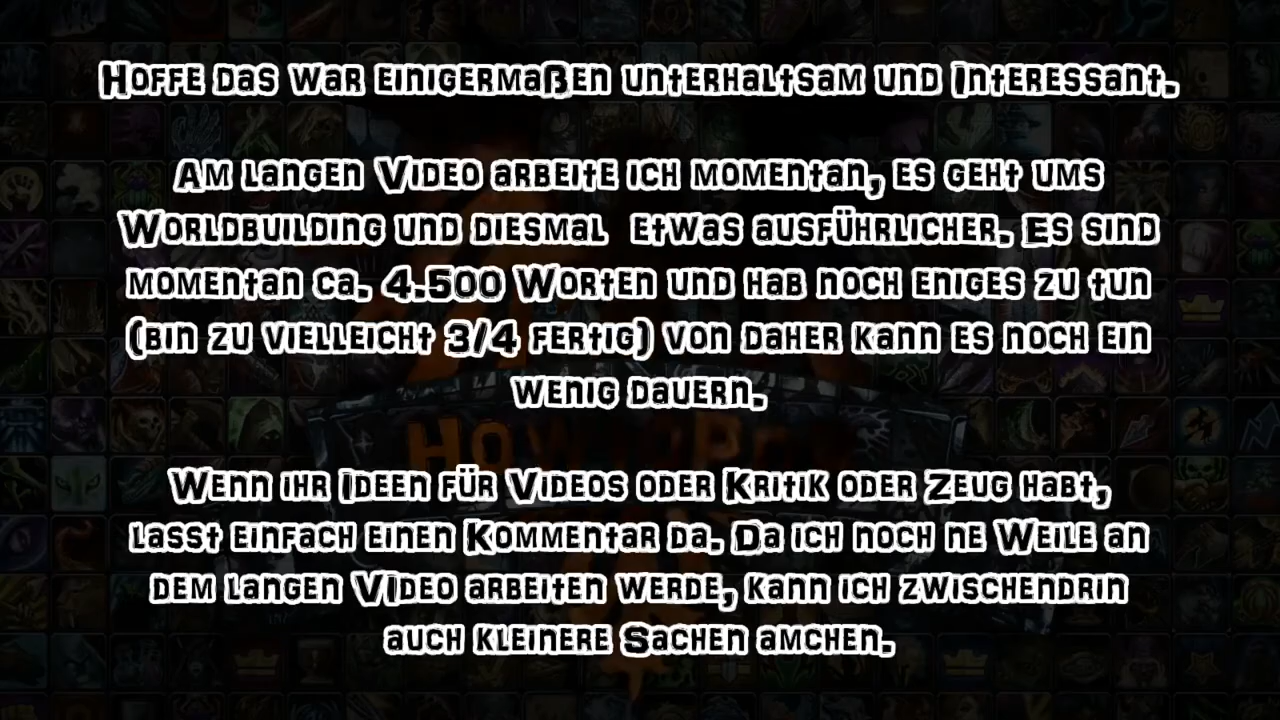 Hoffe das war einigermaßen unterhaltsam und Interessant.
Am langen Video arbeite ich momentan, es geht ums
Worldbuilding und diesmal etwas ausführlicher. Es sind
momentan ca. 4.500 Worten und hab noch eniges zu tun
(bin zu vielleicht 3/4 fertig) von daher kann es noch ein
wenig dauern.
Wenn ihr Ideen für Videos oder Kritik oder Zeug habt,
lasst einfach einen Kommentar da. Da ich noch ne Weile an
dem langen Video arbeiten werde, kann ich zwischendrin
auch kleinere Sachen amchen.